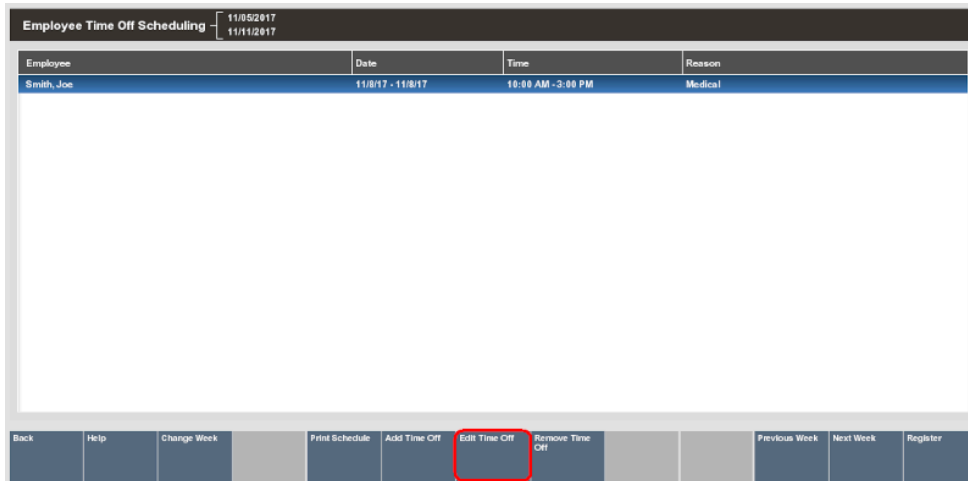 Employee Time Off Scheduling
11/05/2017
11/11/2017
Employee Date Time Reason
Smith, Joe 11/8/17 - 11/8/17 10:00 AM - 3:00 PM Medical
Back Help Change Week Print Schedule Add Time Off Edit Time Off Remove Time Previous Week Next Week Register
Off